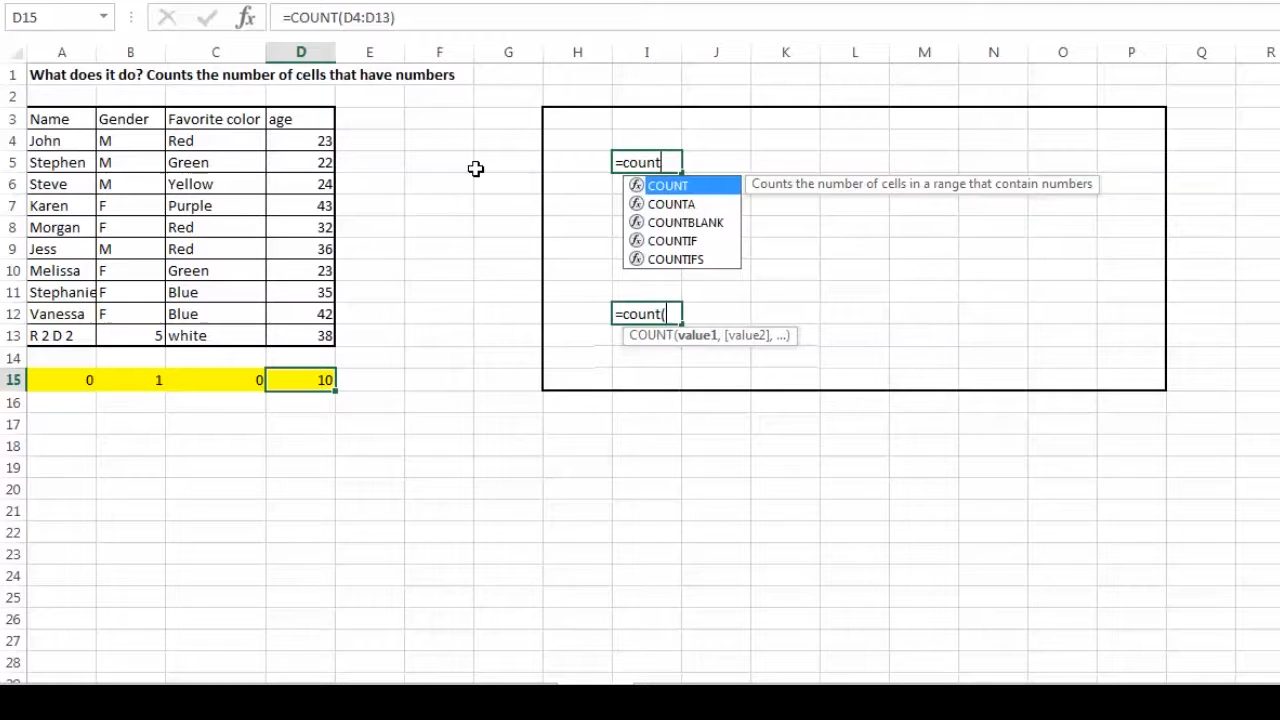 D15 fx =COUNT(D4:D13)
A B C D E F G H I J K L M N O P Q R
1 What does it do? Counts the number of cells that have numbers
2
3 Name Gender Favorite color age
4 John M Red 23
5 Stephen M Green 22 =count
6 Steve M Yellow 24 COUNT Counts the number of cells in a range that contain numbers
7 Karen F Purple 43 COUNTA
8 Morgan F Red 32 COUNTBLANK
9 Jess M Red 36 COUNTIF
10 Melissa F Green 23 COUNTIFS
11 Stephanie F Blue 35
12 Vanessa F Blue 42 =count(
13 R 2 D 2 5 white 38 COUNT(value1, [value2], ...)
14
15 0 1 0 10
16
17
18
19
20
21
22
23
24
25
26
27
28